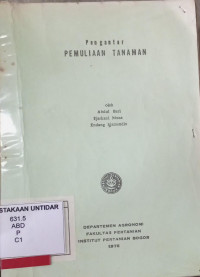 Pengantar
PEMULIAAN TANAMAN
oleh
Abdul Bari
Sjarkani Musa
Endang Sjamsudin
STAKAAN UNTIDAR
631.5
ABD
P
C1
DEPARTEMEN AGRONOMI
FAKULTAS PERTANIAN
INSTITUT PERTANIAN BOGOR
1974